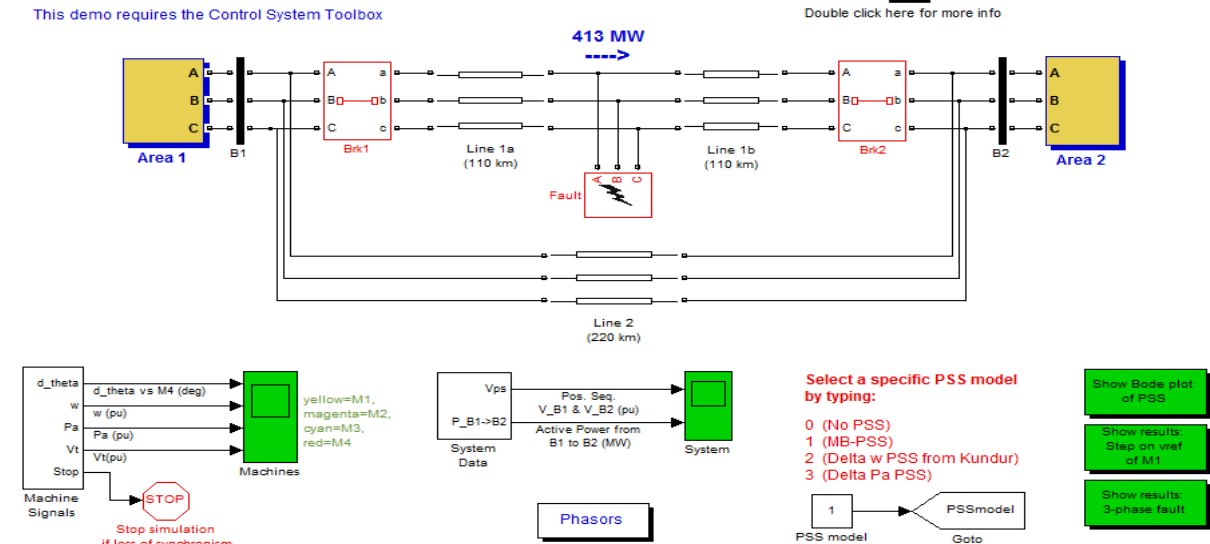 This demo requires the Control System Toolbox
Double click here for more info
413 MW
---->
A
B
C
Area 1
B1
A a
B b
C c
Brk1
Line 1a
(110 km)
A B C
Fault
Line 1b
(110 km)
A a
B b
C c
Brk2
B2
A
B
C
Area 2
Line 2
(220 km)
d_theta
w
Pa
Vt
Stop
Machine
Signals
d_theta vs M4 (deg)
w (pu)
Pa (pu)
Vt(pu)
STOP
Stop simulation
if loss of synchronism
Machines
yellow=M1,
magenta=M2,
cyan=M3,
red=M4
Vps
P_B1->B2
System
Data
Pos. Seq.
V_B1 & V_B2 (pu)
Active Power from
B1 to B2 (MW)
System
Phasors
Select a specific PSS model
by typing:
0 (No PSS)
1 (MB-PSS)
2 (Delta w PSS from Kundur)
3 (Delta Pa PSS)
1
PSS model
PSSmodel
Goto
Show Bode plot
of PSS
Show results:
Step on vref
of M1
Show results:
3-phase fault